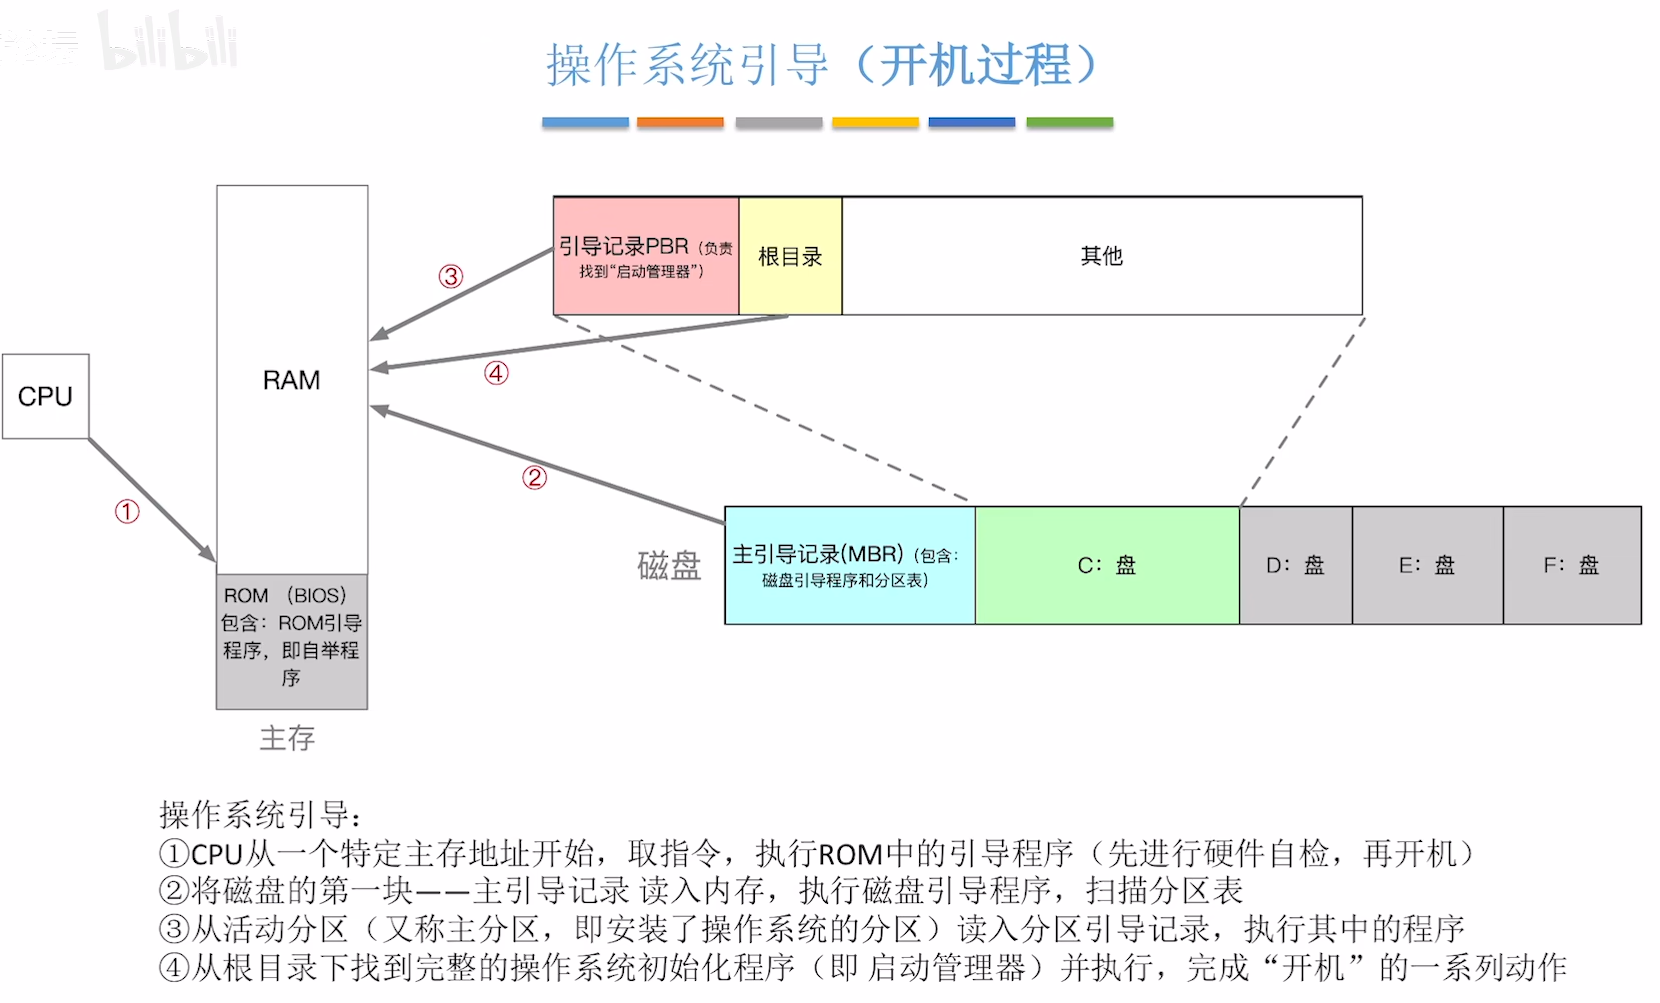 bilibili
操作系统引导（开机过程）
引导记录PBR（负责
找到“启动管理器”）
根目录
其他
③
④
RAM
CPU
②
①
磁盘
主引导记录(MBR)（包含：
磁盘引导程序和分区表）
C：盘
D：盘
E：盘
F：盘
ROM （BIOS）
包含：ROM引导
程序，即自举程
序
主存
操作系统引导：
①CPU从一个特定主存地址开始，取指令，执行ROM中的引导程序（先进行硬件自检，再开机）
②将磁盘的第一块——主引导记录 读入内存，执行磁盘引导程序，扫描分区表
③从活动分区（又称主分区，即安装了操作系统的分区）读入分区引导记录，执行其中的程序
④从根目录下找到完整的操作系统初始化程序（即 启动管理器）并执行，完成“开机”的一系列动作